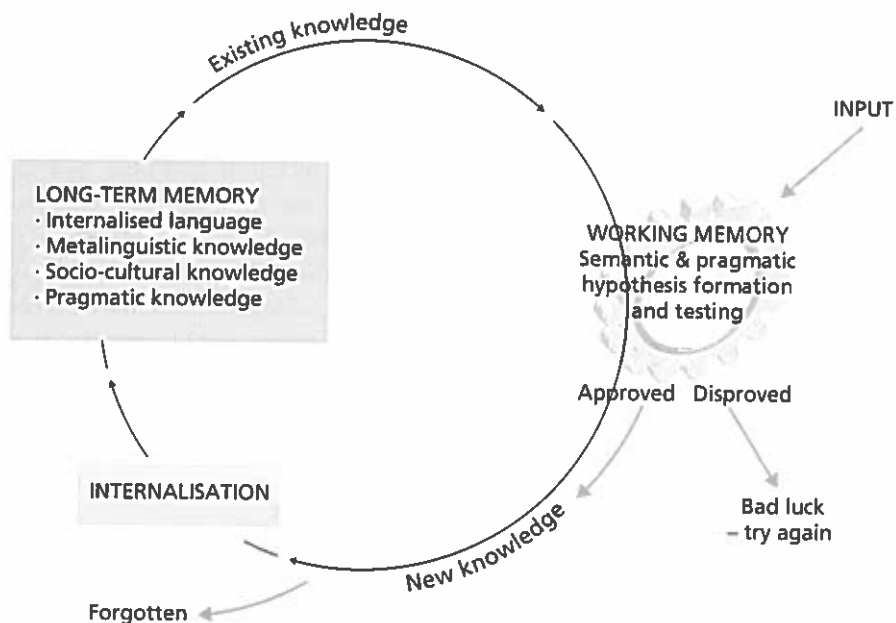 Existing knowledge
INPUT
LONG-TERM MEMORY
· Internalised language
· Metalinguistic knowledge
· Socio-cultural knowledge
· Pragmatic knowledge
WORKING MEMORY
Semantic & pragmatic
hypothesis formation
and testing
Approved
Disproved
INTERNALISATION
New knowledge
Bad luck
– try again
Forgotten